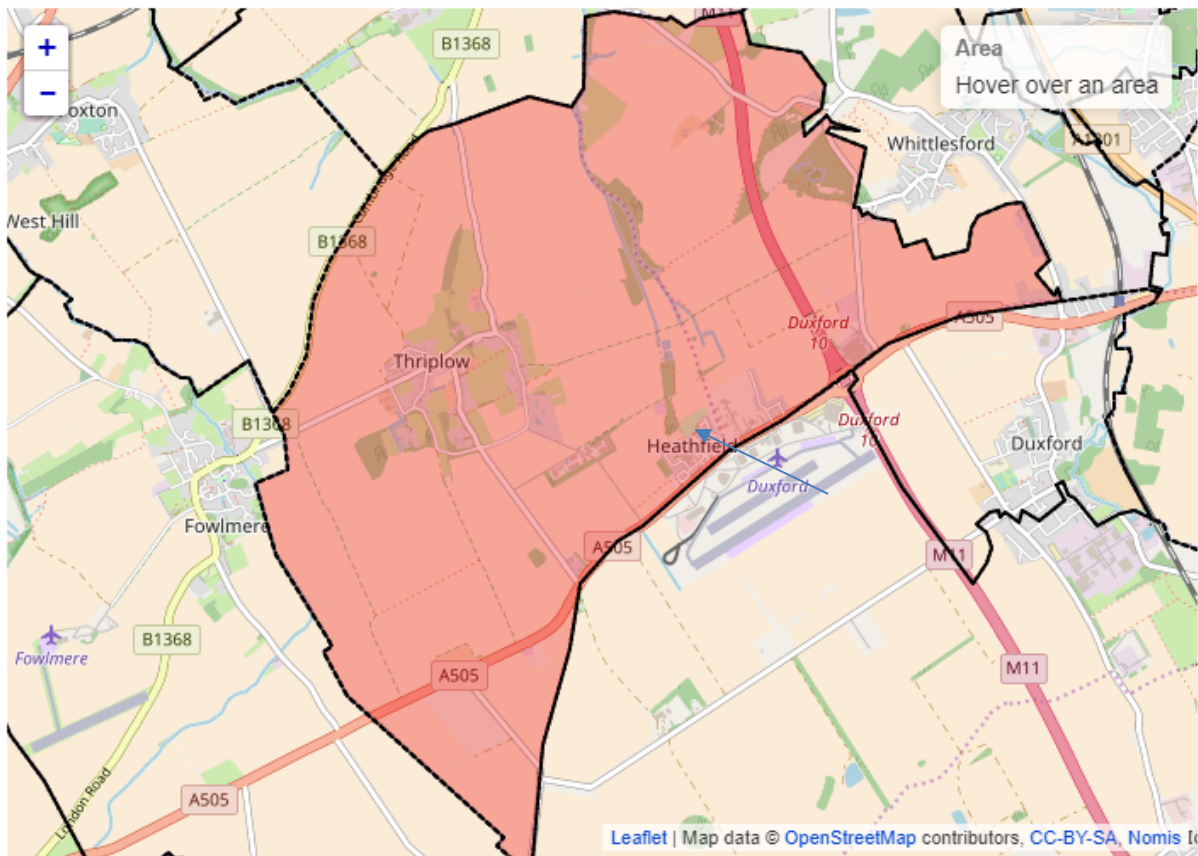 +
−
M11
B1368
Area
Hover over an area
oxton
A1301
Whittlesford
West Hill
B1368
Duxford
10
A505
Thriplow
B1368
Duxford
10
Heathfield
Duxford
Duxford
Fowlmere
A505
M11
B1368
Fowlmere
A505
M11
A505
London Road
Leaflet | Map data © OpenStreetMap contributors, CC-BY-SA, Nomis